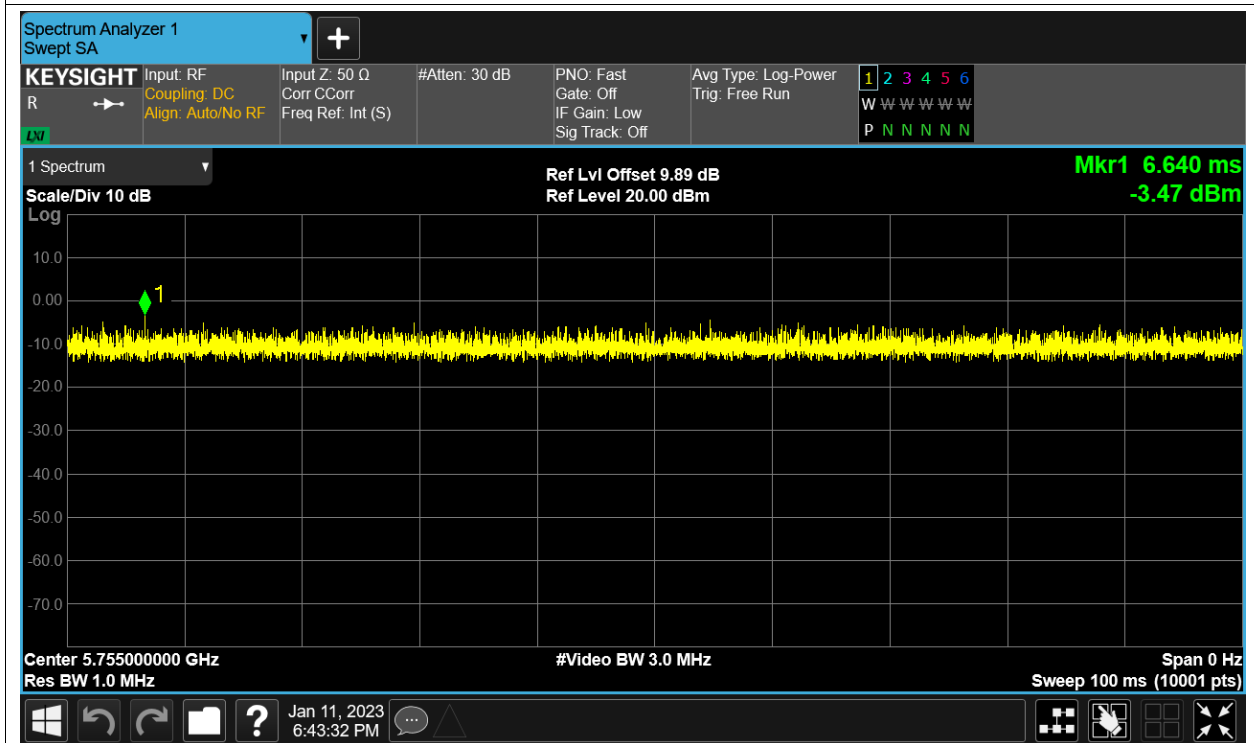 Spectrum Analyzer 1
Swept SA
+
KEYSIGHT
R
LXI
Input: RF
Coupling: DC
Align: Auto/No RF
Input Z: 50 Ω
Corr CCorr
Freq Ref: Int (S)
#Atten: 30 dB
PNO: Fast
Gate: Off
IF Gain: Low
Sig Track: Off
Avg Type: Log-Power
Trig: Free Run
1 2 3 4 5 6
W W W W W W
P N N N N N
1 Spectrum
Scale/Div 10 dB
Log
Ref Lvl Offset 9.89 dB
Ref Level 20.00 dBm
Mkr1 6.640 ms
-3.47 dBm
10.0
0.00
1
-10.0
-20.0
-30.0
-40.0
-50.0
-60.0
-70.0
Center 5.755000000 GHz
Res BW 1.0 MHz
#Video BW 3.0 MHz
Span 0 Hz
Sweep 100 ms (10001 pts)
?
Jan 11, 2023
6:43:32 PM